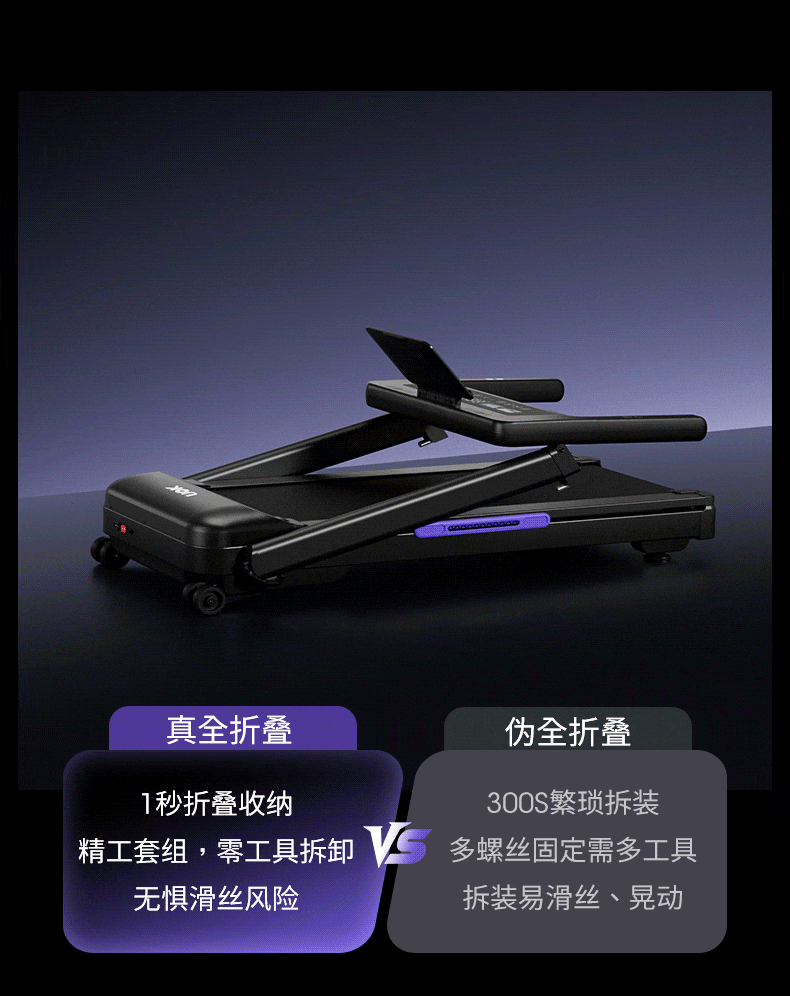 UOK
真全折叠
1秒折叠收纳
精工套组，零工具拆卸
无惧滑丝风险
VS
伪全折叠
300S繁琐拆装
多螺丝固定需多工具
拆装易滑丝、晃动